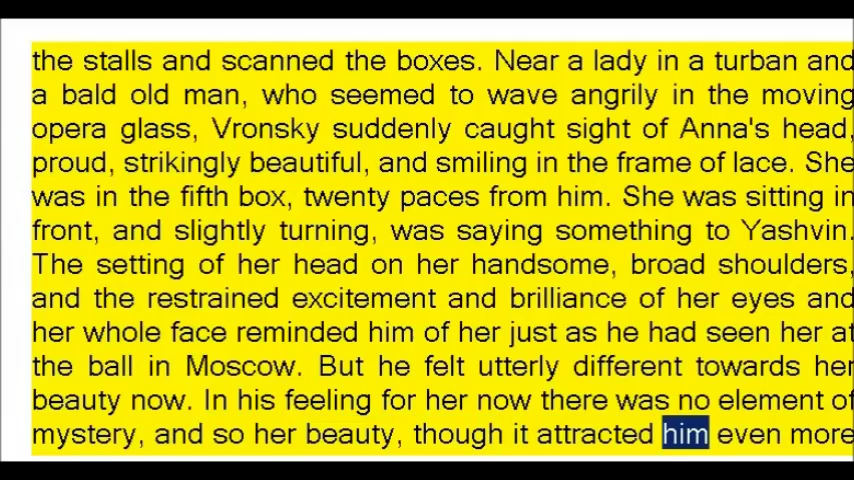 the stalls and scanned the boxes. Near a lady in a turban and
a bald old man, who seemed to wave angrily in the moving
opera glass, Vronsky suddenly caught sight of Anna's head,
proud, strikingly beautiful, and smiling in the frame of lace. She
was in the fifth box, twenty paces from him. She was sitting in
front, and slightly turning, was saying something to Yashvin.
The setting of her head on her handsome, broad shoulders,
and the restrained excitement and brilliance of her eyes and
her whole face reminded him of her just as he had seen her at
the ball in Moscow. But he felt utterly different towards her
beauty now. In his feeling for her now there was no element of
mystery, and so her beauty, though it attracted him even more